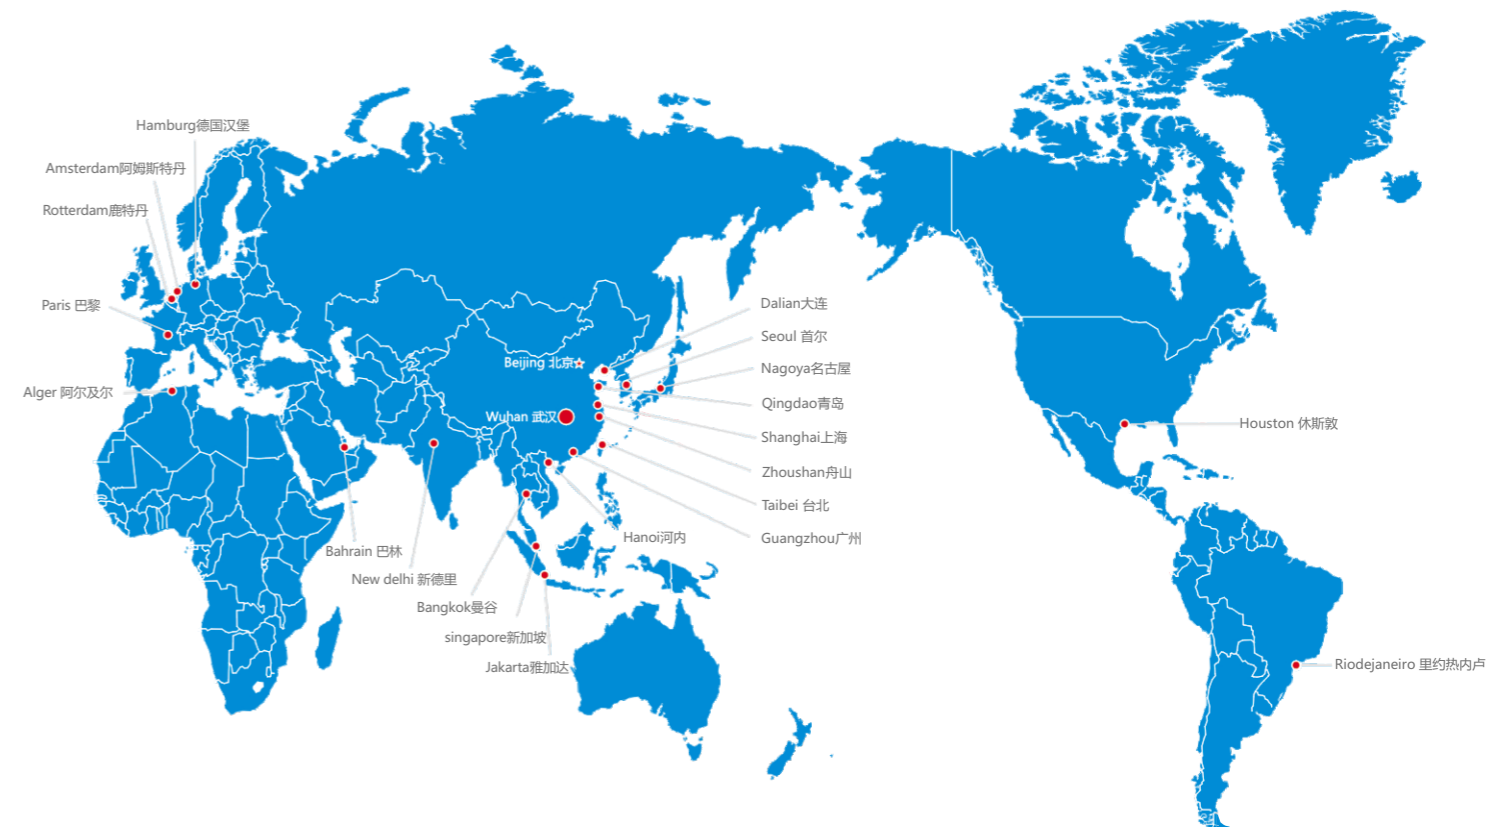 Hamburg德国汉堡
Amsterdam阿姆斯特丹
Rotterdam鹿特丹
Paris 巴黎
Alger 阿尔及尔
Beijing 北京
Wuhan 武汉
Dalian大连
Seoul 首尔
Nagoya名古屋
Qingdao青岛
Shanghai上海
Zhoushan舟山
Taibei 台北
Guangzhou广州
Hanoi河内
Bahrain 巴林
New delhi 新德里
Bangkok曼谷
singapore新加坡
Jakarta雅加达
Houston 休斯敦
Riodejaneiro 里约热内卢